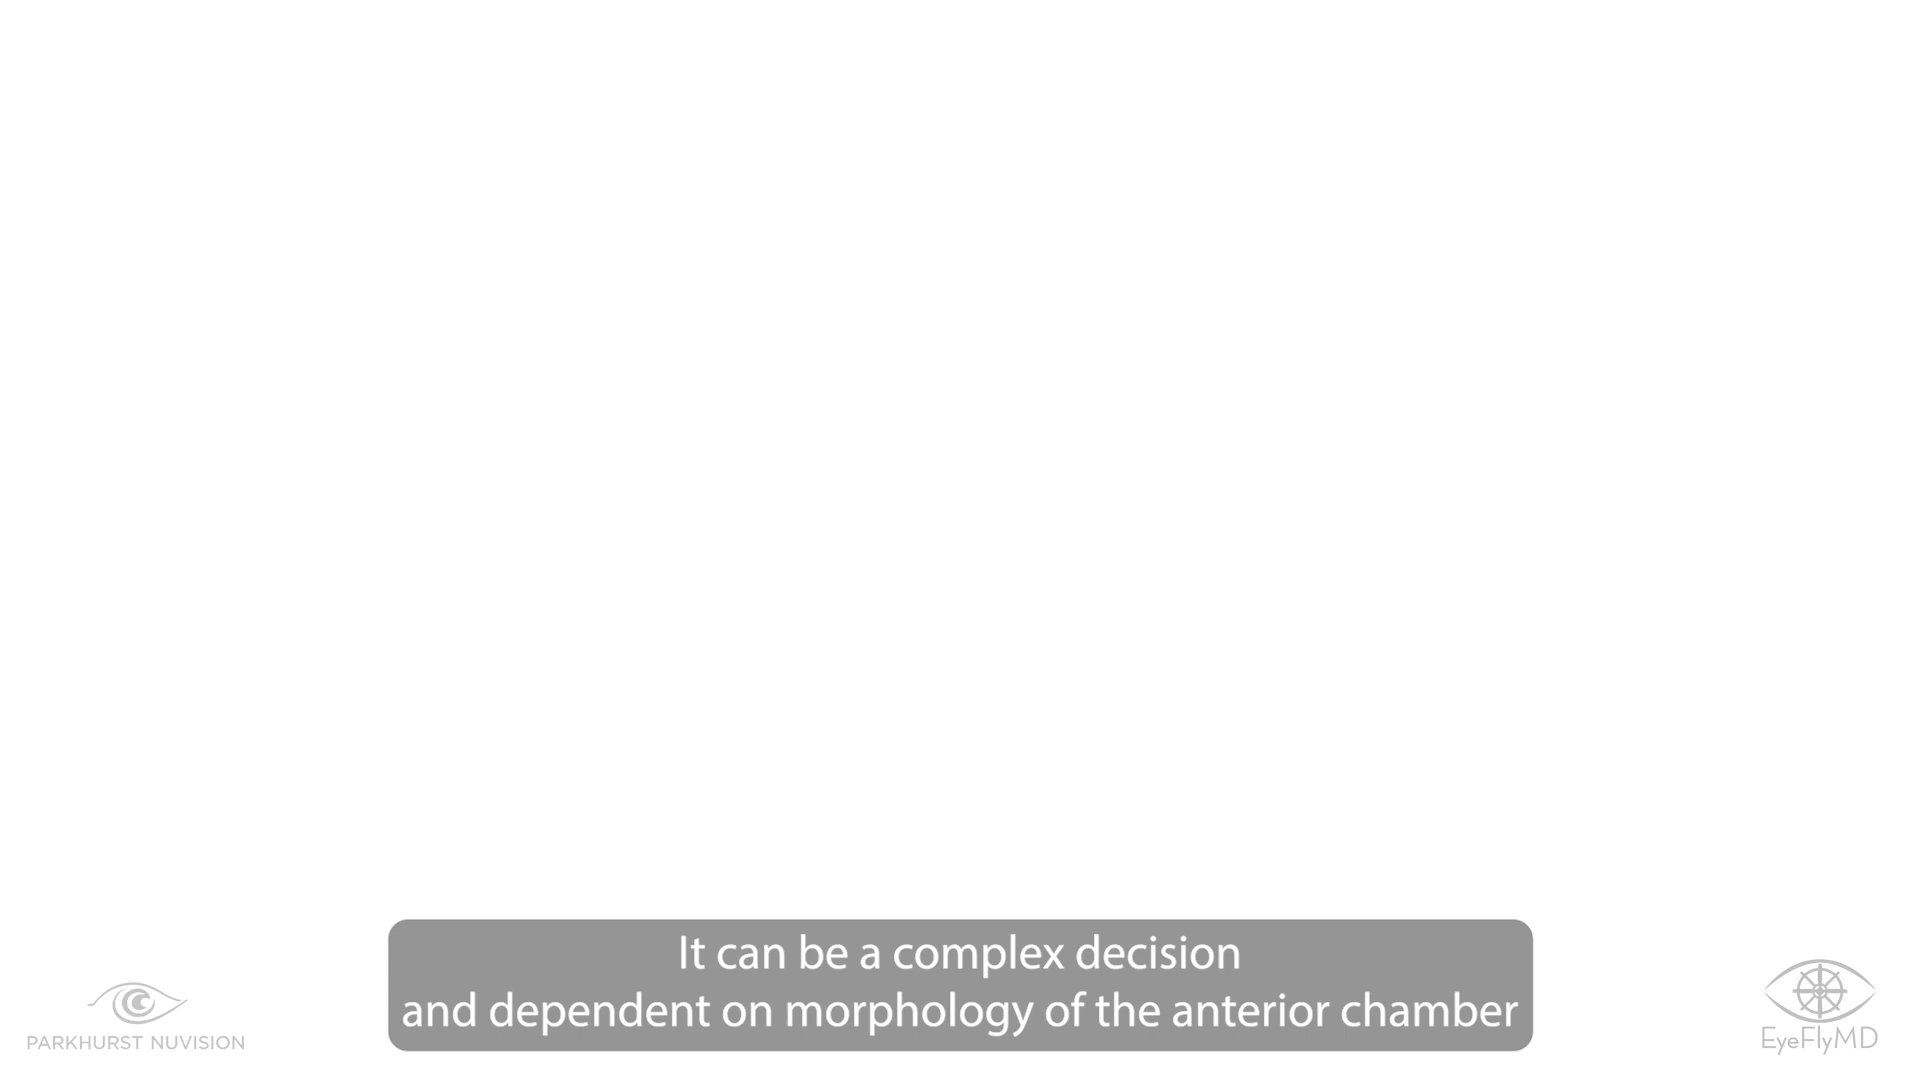 It can be a complex decision
and dependent on morphology of the anterior chamber
PARKHURST NUVISION
EyeFlyMD